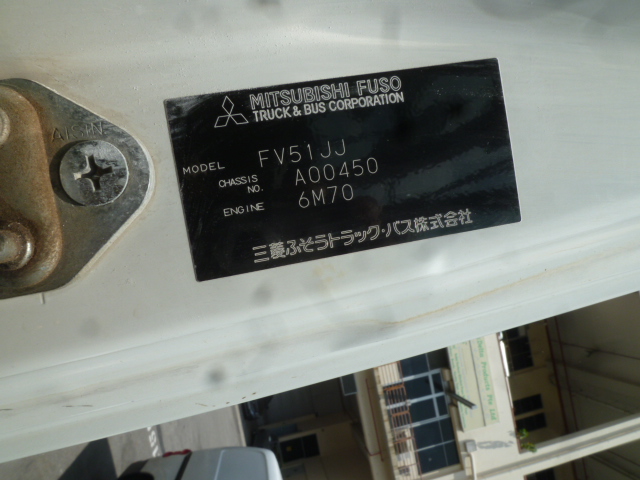 MITSUBISHI FUSO
TRUCK & BUS CORPORATION
MODEL FV51JJ
CHASSIS NO. A00450
ENGINE 6M70
三菱ふそうトラック・バス株式会社